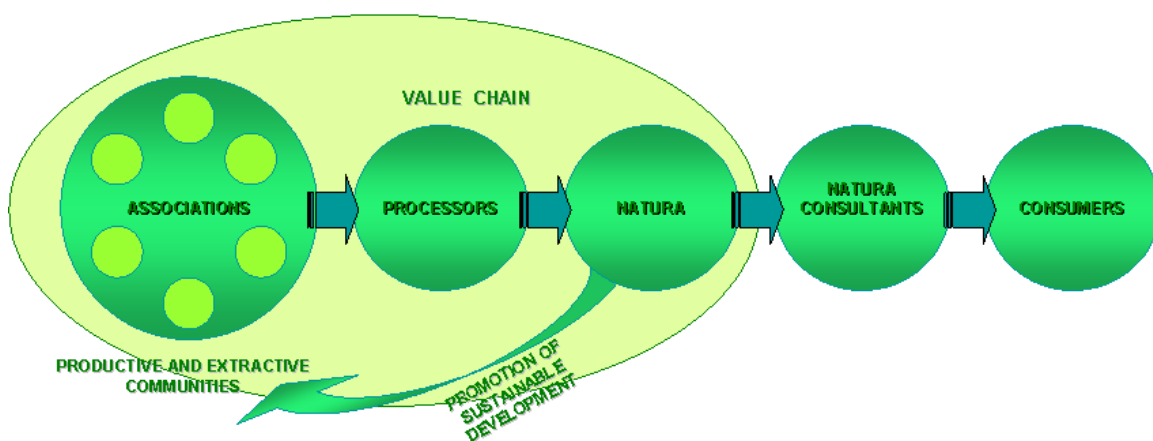 VALUE CHAIN
ASSOCIATIONS
PROCESSORS
NATURA
NATURA
CONSULTANTS
CONSUMERS
PRODUCTIVE AND EXTRACTIVE
COMMUNITIES
PROMOTION OF
SUSTAINABLE
DEVELOPMENT